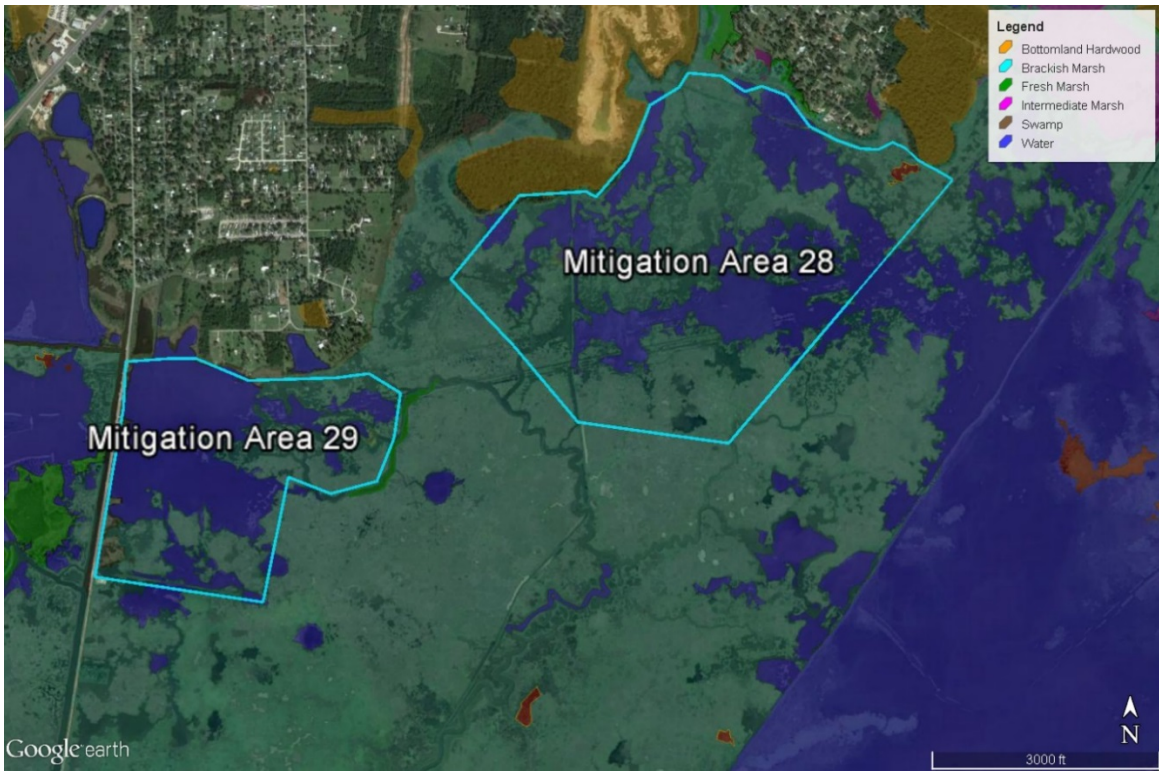 Legend
Bottomland Hardwood
Brackish Marsh
Fresh Marsh
Intermediate Marsh
Swamp
Water
Mitigation Area 28
Mitigation Area 29
N
Google earth
3000 ft